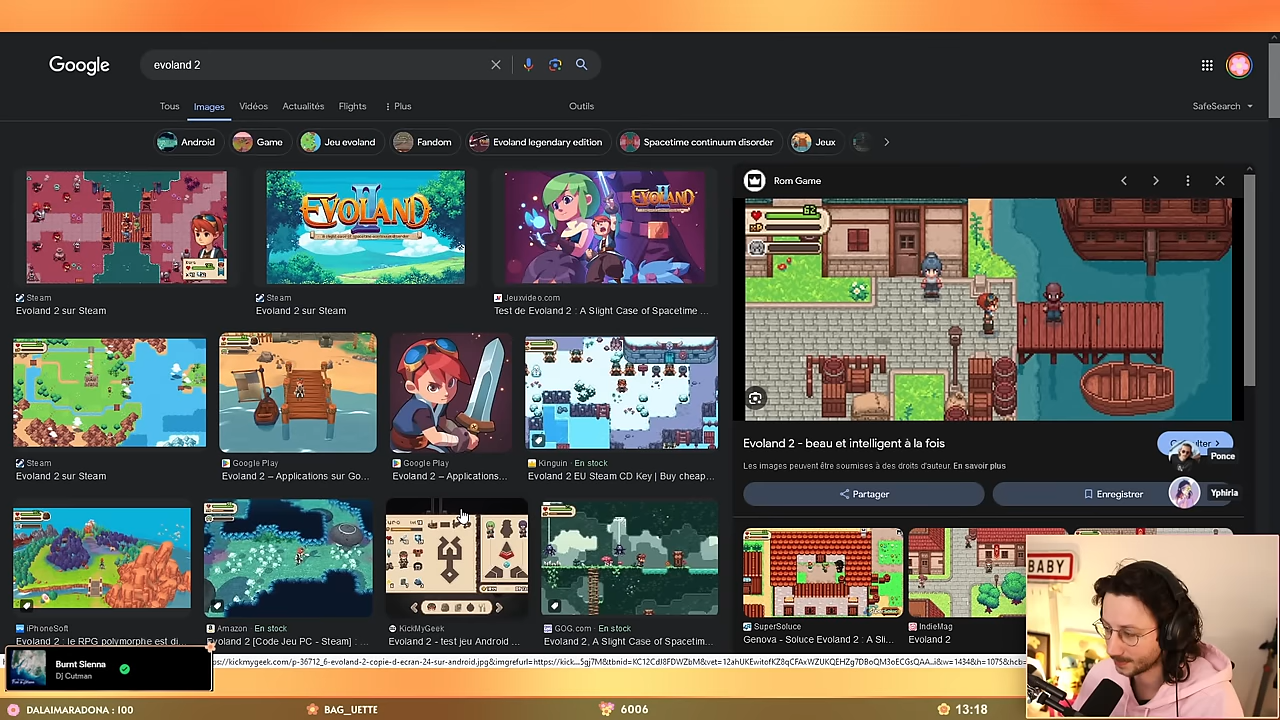 Google
evoland 2
Tous
Images
Vidéos
Actualités
Flights
Plus
Outils
SafeSearch
Android
Game
Jeu evoland
Fandom
Evoland legendary edition
Spacetime continuum disorder
Jeux
Rom Game
EVOLAND
EVOLAND
62
Steam
Evoland 2 sur Steam
Steam
Evoland 2 sur Steam
Jeuxvideo.com
Test de Evoland 2 : A Slight Case of Spacetime ...
Evoland 2 - beau et intelligent à la fois
Les images peuvent être soumises à des droits d'auteur. En savoir plus
Ponce
Steam
Evoland 2 sur Steam
Google Play
Evoland 2 – Applications sur Go...
Google Play
Evoland 2 – Applications...
Kinguin · En stock
Evoland 2 EU Steam CD Key | Buy cheap...
Partager
Enregistrer
Yphiria
BABY
iPhoneSoft
Evoland 2 : le RPG polymorphe est di...
Amazon · En stock
Evoland 2 [Code Jeu PC - Steam] : ...
KickMyGeek
Evoland 2 - test jeu Android ...
GOG.com · En stock
Evoland 2, A Slight Case of Spacetim...
SuperSoluce
Genova - Soluce Evoland 2 : A Sli...
IndieMag
Evoland 2
Burnt Sienna
DJ Cutman
DALAIMARADONA : 100
BAG_UETTE
6006
13:18